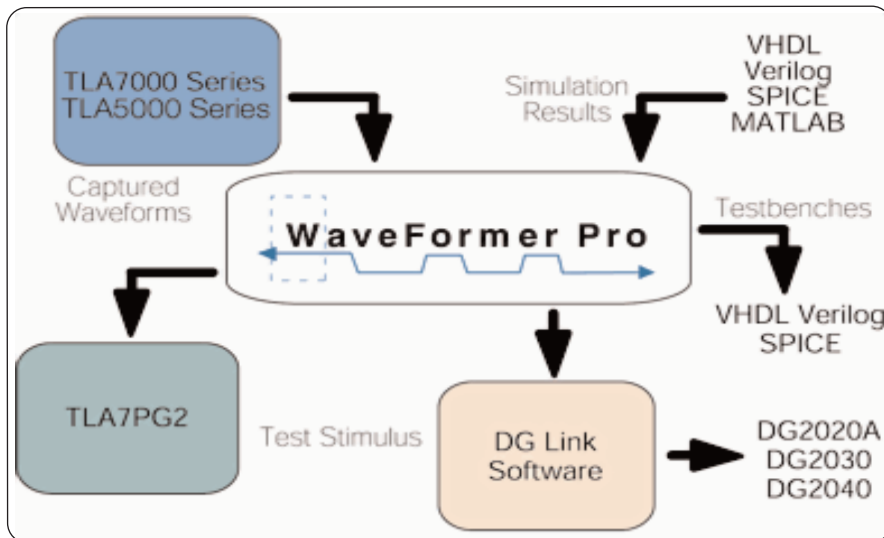 TLA7000 Series
TLA5000 Series
Simulation
Results
VHDL
Verilog
SPICE
MATLAB
Captured
Waveforms
WaveFormer Pro
Testbenches
VHDL Verilog
SPICE
TLA7PG2
Test Stimulus
DG Link
Software
DG2020A
DG2030
DG2040